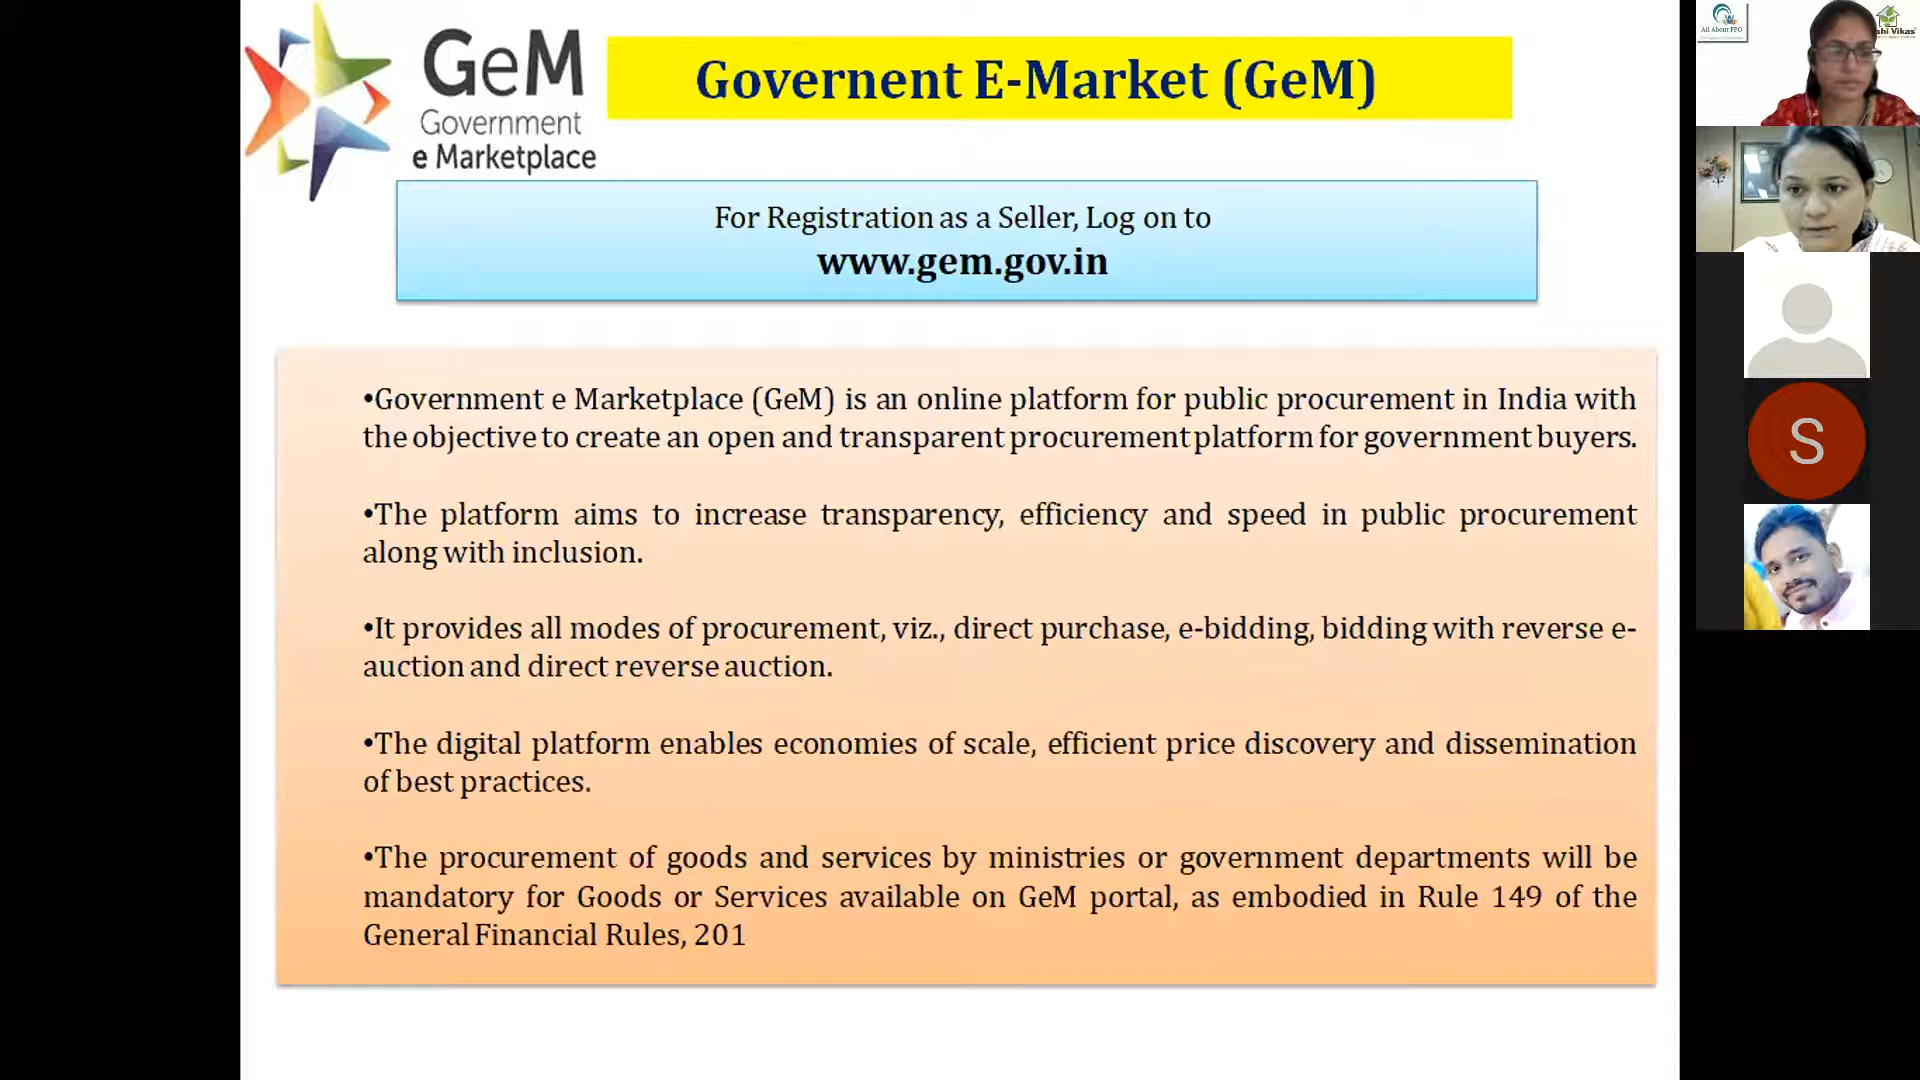 GeM
Government
e Marketplace
Governent E-Market (GeM)
For Registration as a Seller, Log on to
www.gem.gov.in
•Government e Marketplace (GeM) is an online platform for public procurement in India with
the objective to create an open and transparent procurement platform for government buyers.
•The platform aims to increase transparency, efficiency and speed in public procurement
along with inclusion.
•It provides all modes of procurement, viz., direct purchase, e-bidding, bidding with reverse e-
auction and direct reverse auction.
•The digital platform enables economies of scale, efficient price discovery and dissemination
of best practices.
•The procurement of goods and services by ministries or government departments will be
mandatory for Goods or Services available on GeM portal, as embodied in Rule 149 of the
General Financial Rules, 201
All About FPO
shi Vikas
S